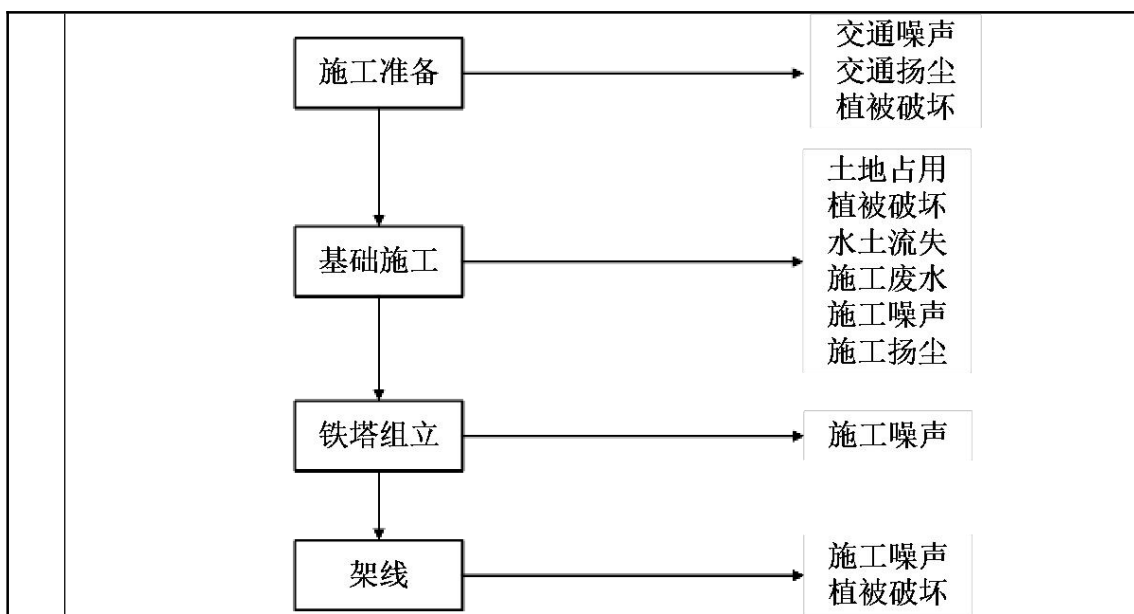 施工准备
交通噪声
交通扬尘
植被破坏
基础施工
土地占用
植被破坏
水土流失
施工废水
施工噪声
施工扬尘
铁塔组立
施工噪声
架线
施工噪声
植被破坏